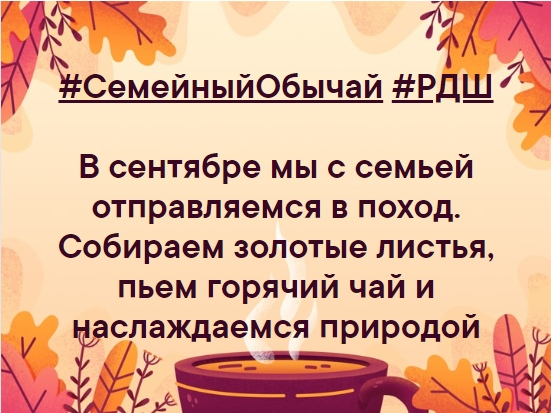 #СемейныйОбычай #РДШ
В сентябре мы с семьей
отправляемся в поход.
Собираем золотые листья,
пьем горячий чай и
наслаждаемся природой